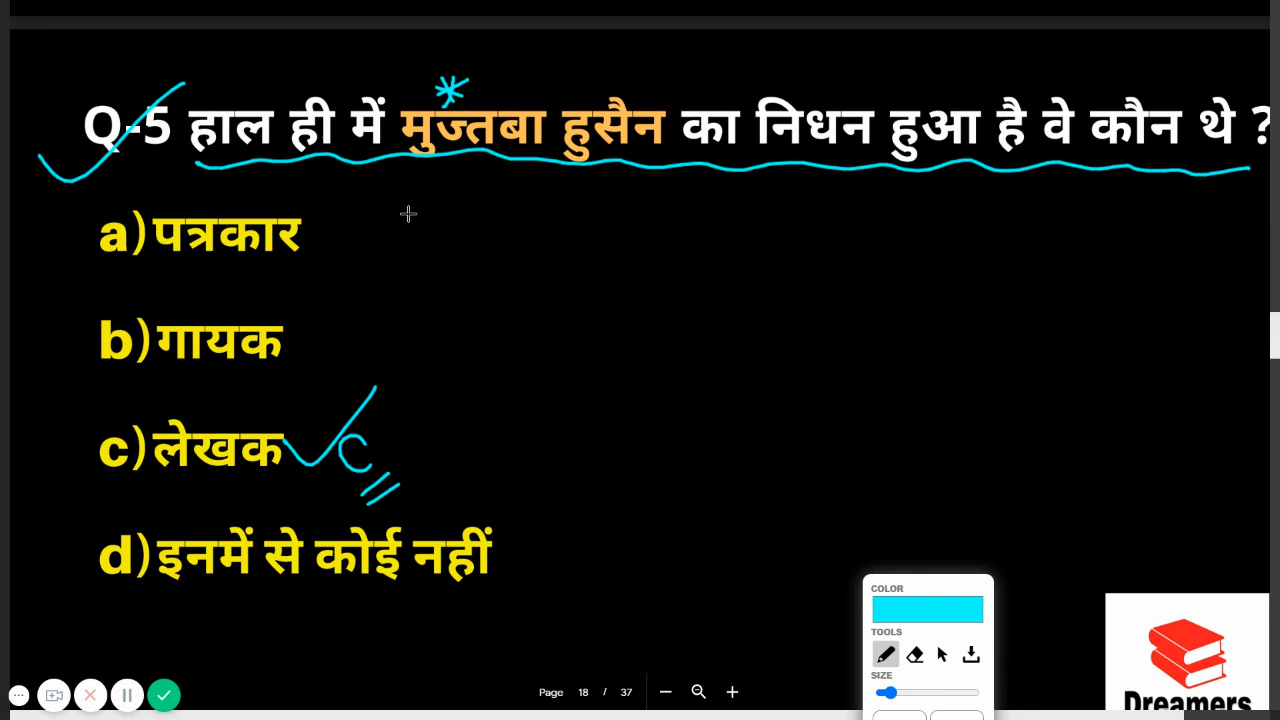 Q-5 हाल ही में मुज्तबा हुसैन का निधन हुआ है वे कौन थे ?
a)पत्रकार
b)गायक
c)लेखक
C
d)इनमें से कोई नहीं
COLOR
TOOLS
SIZE
Page 18 / 37
Dreamers